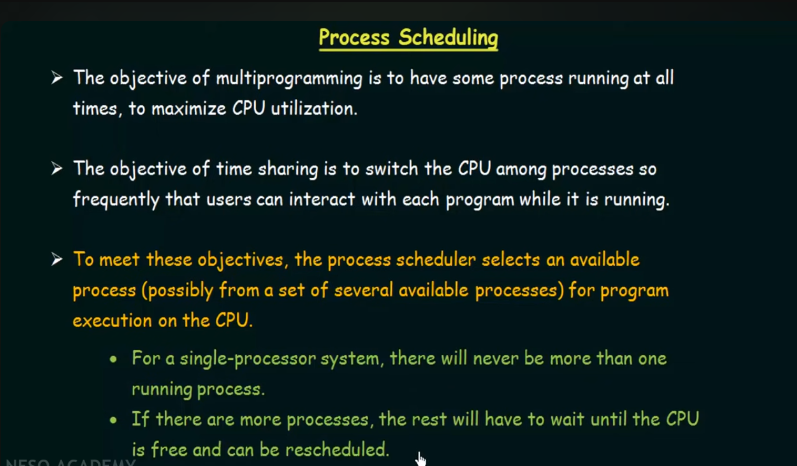 Process Scheduling
➤ The objective of multiprogramming is to have some process running at all
times, to maximize CPU utilization.
➤ The objective of time sharing is to switch the CPU among processes so
frequently that users can interact with each program while it is running.
➤ To meet these objectives, the process scheduler selects an available
process (possibly from a set of several available processes) for program
execution on the CPU.
• For a single-processor system, there will never be more than one
running process.
• If there are more processes, the rest will have to wait until the CPU
is free and can be rescheduled.
NESO ACADEMY